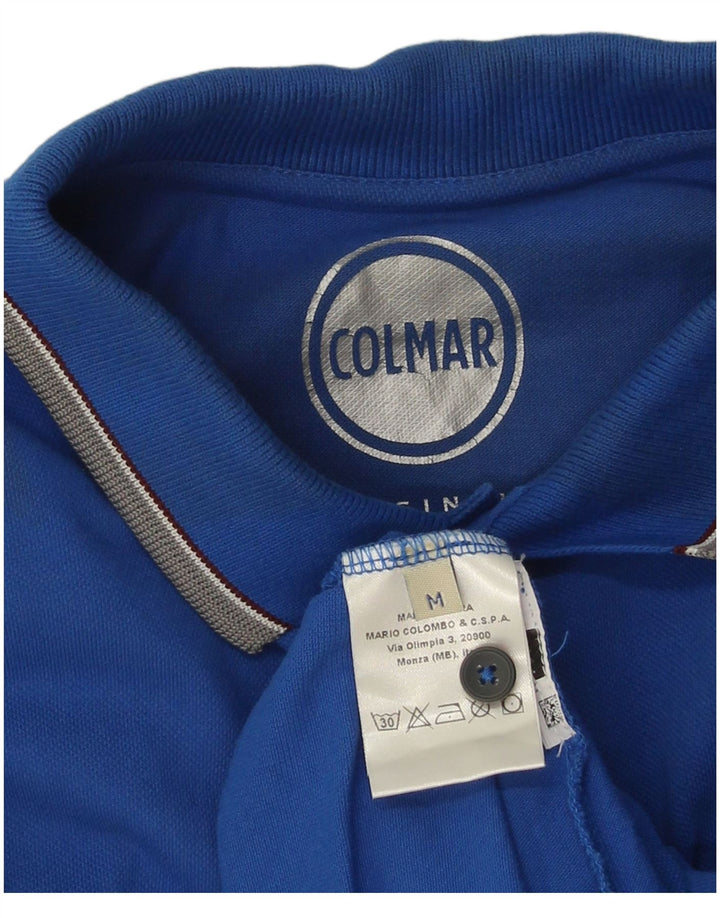 COLMAR
M
MARIO COLOMBO & C.S.P.A.
Via Olimpia 3, 20900
Monza (MB),
30